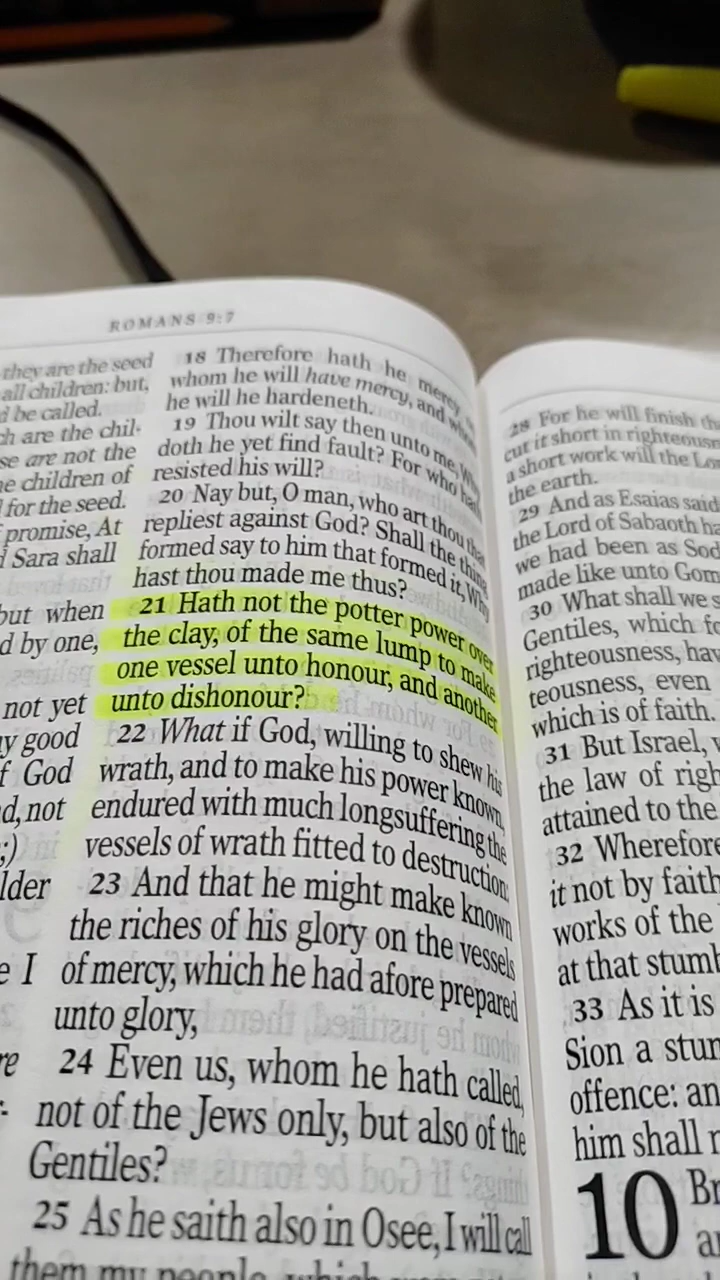 ROMANS 9:7
they are the seed
all children: but,
be called.
are the chil-
are not the
children of
for the seed.
promise, At
Sara shall
but when
by one,
not yet
good
God
not
;)
I
18 Therefore hath he mercy
whom he will have mercy, and whom
he will he hardeneth.
19 Thou wilt say then unto me, Why
doth he yet find fault? For who hath
resisted his will?
20 Nay but, O man, who art thou that
repliest against God? Shall the thing
formed say to him that formed it, Why
hast thou made me thus?
21 Hath not the potter power over
the clay, of the same lump to make
one vessel unto honour, and another
unto dishonour?
22 What if God, willing to shew his
wrath, and to make his power known,
endured with much longsuffering the
vessels of wrath fitted to destruction:
23 And that he might make known
the riches of his glory on the vessels
of mercy, which he had afore prepared
unto glory,
24 Even us, whom he hath called,
not of the Jews only, but also of the
Gentiles?
25 As he saith also in Osee, I will call
them my people, which
28 For he will finish
cut it short in
a short work will the
the earth.
29 And as Esaias said
the Lord of Sabaoth
we had been as
made like unto
30 What shall we
Gentiles, which
righteousness,
teousness, even
which is of faith.
31 But Israel,
the law of
attained to the
32 Wherefore
it not by faith
works of the
at that
33 As it is
Sion a
offence:
him shall
10